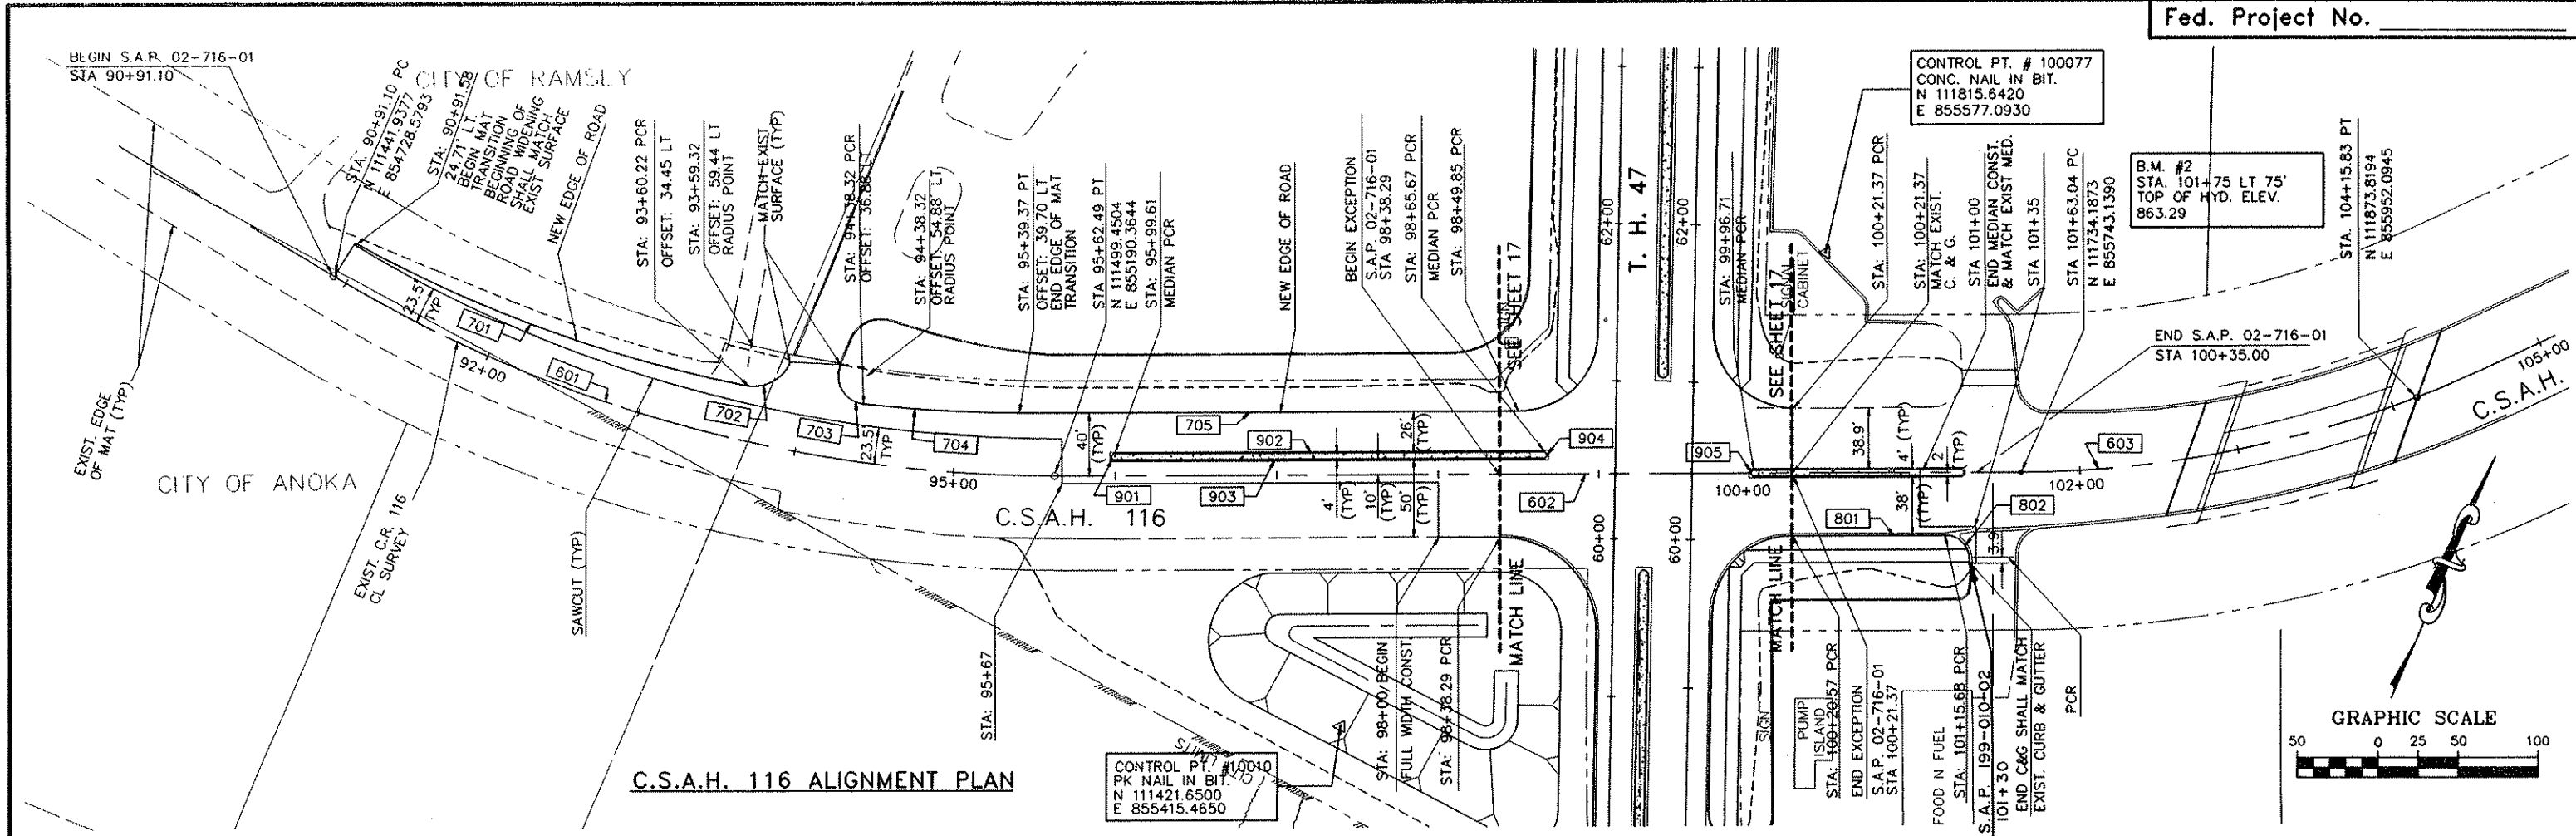 Fed. Project No.
BEGIN S.A.P. 02-716-01
STA 90+91.10
CITY OF RAMSEY
STA: 90+91.10 PC
N 111441.9377
E 854728.5793
STA: 90+91.58
24.71' LT.
BEGIN MAT
TRANSITION
BEGINNING OF
ROAD WIDENING
SHALL MATCH
EXIST SURFACE
NEW EDGE OF ROAD
STA: 93+60.22 PCR
OFFSET: 34.45 LT
STA: 93+59.32
OFFSET: 59.44 LT
RADIUS POINT
MATCH EXIST
SURFACE (TYP)
STA: 94+38.32 PCR
OFFSET: 36.88 LT
STA: 94+38.32
OFFSET: 54.88 LT
RADIUS POINT
STA: 95+39.37 PT
OFFSET: 39.70 LT
END EDGE OF MAT
TRANSITION
STA 95+62.49 PT
N 111499.4504
E 855190.3644
STA: 95+99.61
MEDIAN PCR
NEW EDGE OF ROAD
BEGIN EXCEPTION
S.A.P. 02-716-01
STA 98+38.29
STA: 98+65.67 PCR
MEDIAN PCR
STA: 98+49.85 PCR
SEE SHEET 17
62+00
T. H. 47
62+00
STA: 99+96.71
MEDIAN PCR
SEE SHEET 17
SIGNAL
CABINET
CONTROL PT. # 100077
CONC. NAIL IN BIT.
N 111815.6420
E 855577.0930
STA: 100+21.37 PCR
STA: 100+21.37
MATCH EXIST.
C. & G.
STA 101+00
END MEDIAN CONST.
& MATCH EXIST MED.
STA 101+35
STA 101+63.04 PC
N 111734.1873
E 855743.1390
B.M. #2
STA. 101+75 LT 75'
TOP OF HYD. ELEV.
863.29
STA. 104+15.83 PT
N 111873.8194
E 855952.0945
END S.A.P. 02-716-01
STA 100+35.00
105+00
C.S.A.H.
23.5'
TYP
701
92+00
601
702
703
23.5'
TYP
704
95+00
40'
(TYP)
705
902
26'
(TYP)
904
901
903
4'
(TYP)
10'
(TYP)
50'
(TYP)
602
C.S.A.H. 116
905
100+00
38.9'
4' (TYP)
2'
603
102+00
38'
(TYP)
801
802
3.9'
60+00
60+00
EXIST. EDGE
OF MAT (TYP)
CITY OF ANOKA
EXIST. C.R. 116
CL SURVEY
SAWCUT (TYP)
STA: 95+67
STA: 98+00 BEGIN
FULL WIDTH CONST.
STA: 98+38.29 PCR
MATCH LINE
MATCH LINE
SIGN
PUMP
ISLAND
STA: 100+20.57 PCR
END EXCEPTION
S.A.P. 02-716-01
STA 100+21.37
FOOD N FUEL
STA: 101+15.68 PCR
S.A.P. 199-010-02
101+30
END C&G SHALL MATCH
EXIST. CURB & GUTTER
PCR
CITY LIMITS
CONTROL PT. #10010
PK NAIL IN BIT.
N 111421.6500
E 855415.4650
C.S.A.H. 116 ALIGNMENT PLAN
GRAPHIC SCALE
50 0 25 50 100